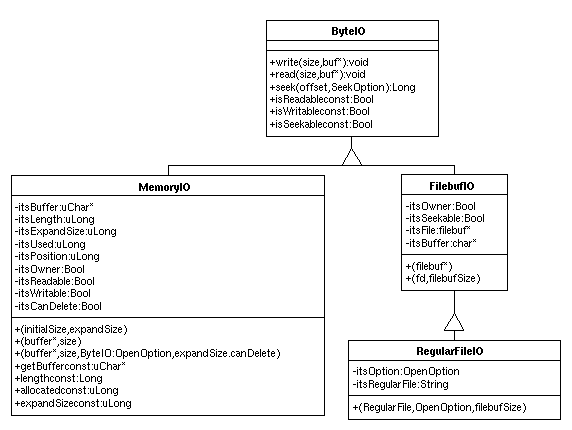 ByteIO
+write(size,buf*):void
+read(size,buf*):void
+seek(offset,SeekOption):Long
+isReadableconst:Bool
+isWritableconst:Bool
+isSeekableconst:Bool
MemoryIO
-itsBuffer:uChar*
-itsLength:uLong
-itsExpandSize:uLong
-itsUsed:uLong
-itsPosition:uLong
-itsOwner:Bool
-itsReadable:Bool
-itsWritable:Bool
-itsCanDelete:Bool
+(initialSize,expandSize)
+(buffer*,size)
+(buffer*,size,ByteIO:OpenOption,expandSize.canDelete)
+getBufferconst:uChar*
+lengthconst:Long
+allocatedconst:uLong
+expandSizeconst:uLong
FilebufIO
-itsOwner:Bool
-itsSeekable:Bool
-itsFile:filebuf*
-itsBuffer:char*
+(filebuf*)
+(fd,filebufSize)
RegularFileIO
-itsOption:OpenOption
-itsRegularFile:String
+(RegularFile,OpenOption,filebufSize)